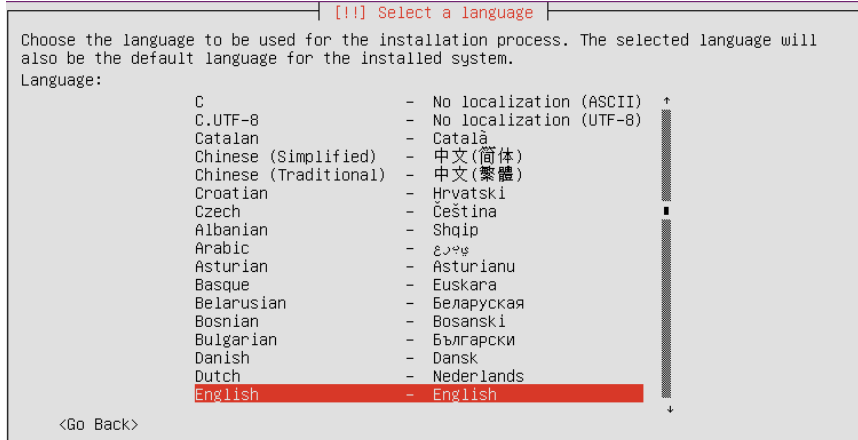 [!!] Select a language
Choose the language to be used for the installation process. The selected language will
also be the default language for the installed system.
Language:
C - No localization (ASCII)
C.UTF-8 - No localization (UTF-8)
Catalan - Català
Chinese (Simplified) - 中文(简体)
Chinese (Traditional) - 中文(繁體)
Croatian - Hrvatski
Czech - Čeština
Albanian - Shqip
Arabic -
Asturian - Asturianu
Basque - Euskara
Belarusian - Беларуская
Bosnian - Bosanski
Bulgarian - Български
Danish - Dansk
Dutch - Nederlands
English - English
<Go Back>